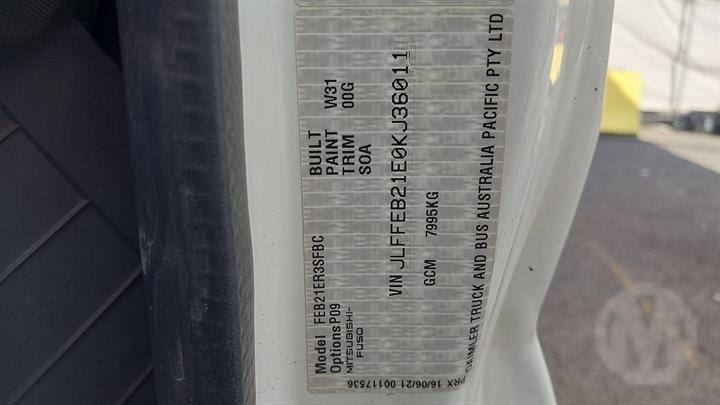 Model FEB21ER3SFBC BUILT
Options P09 PAINT W31
MITSUBISHI- TRIM 00G
FUSO SOA
VIN JLFFEB21E0KJ36011
GCM 7995KG
DAIMLER TRUCK AND BUS AUSTRALIA PACIFIC PTY LTD
PRX 16/06/21 00117536